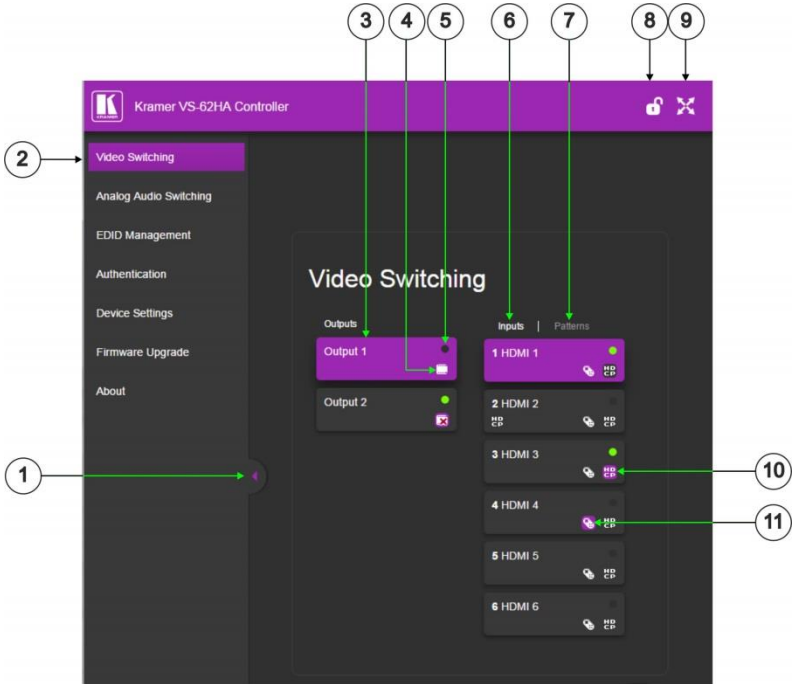 3 4 5 6 7 8 9
KRAMER
Kramer VS-62HA Controller
2
Video Switching
Analog Audio Switching
EDID Management
Authentication
Device Settings
Firmware Upgrade
About
1
Video Switching
Outputs
Output 1
Output 2
Inputs | Patterns
1 HDMI 1
HD CP
2 HDMI 2
HD CP HD CP
3 HDMI 3
HD CP
10
4 HDMI 4
HD CP
11
5 HDMI 5
HD CP
6 HDMI 6
HD CP